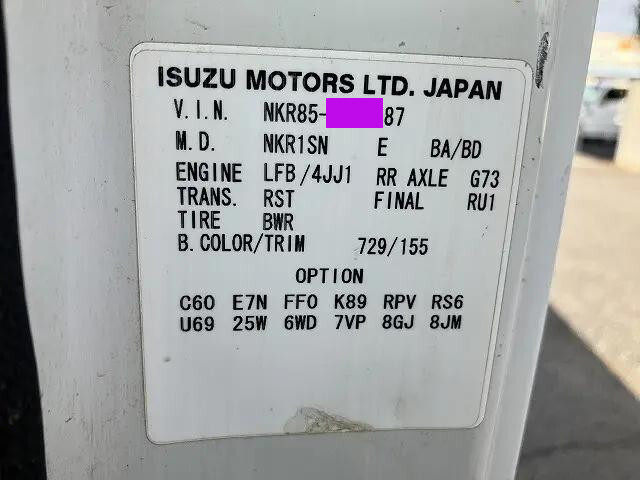 ISUZU MOTORS LTD. JAPAN
V.I.N. NKR85- 87
M.D. NKR1SN E BA/BD
ENGINE LFB/4JJ1 RR AXLE G73
TRANS. RST FINAL RU1
TIRE BWR
B.COLOR/TRIM 729/155
OPTION
C60 E7N FF0 K89 RPV RS6
U69 25W 6WD 7VP 8GJ 8JM